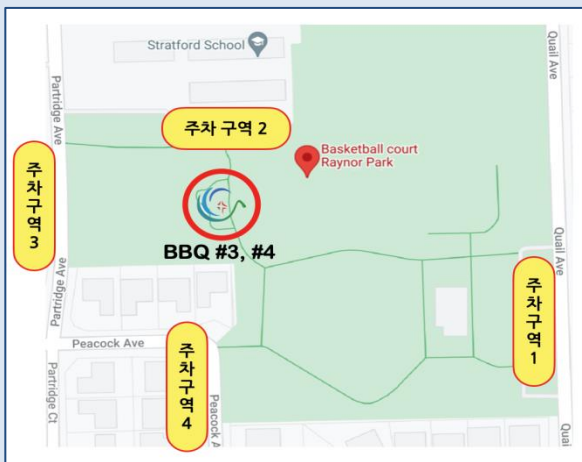 Stratford School
Quail Ave
Partridge Ave
주차 구역 2
Basketball court
Raynor Park
주차구역3
BBQ #3, #4
Quail Ave
Partridge Ave
주차구역1
Peacock Ave
주차구역4
Partridge Ct
Peacock A
Quai